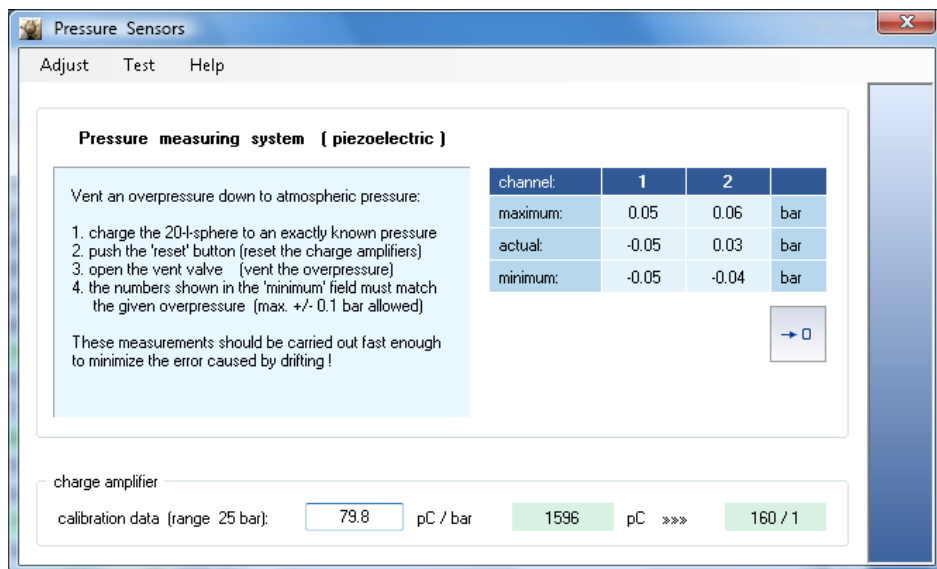 Pressure Sensors
X
Adjust Test Help
Pressure measuring system ( piezoelectric )
Vent an overpressure down to atmospheric pressure:
1. charge the 20-l-sphere to an exactly known pressure
2. push the 'reset' button (reset the charge amplifiers)
3. open the vent valve (vent the overpressure)
4. the numbers shown in the 'minimum' field must match
the given overpressure (max. +/- 0.1 bar allowed)
These measurements should be carried out fast enough
to minimize the error caused by drifting !
channel: 1 2
maximum: 0.05 0.06 bar
actual: -0.05 0.03 bar
minimum: -0.05 -0.04 bar
→ 0
charge amplifier
calibration data (range 25 bar): 79.8 pC / bar 1596 pC »»» 160 / 1